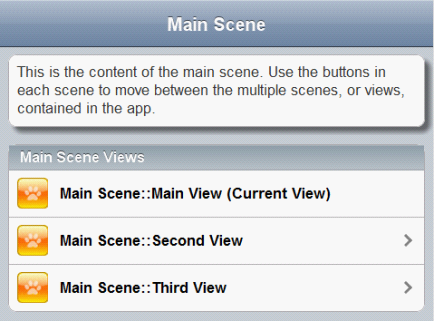 Main Scene
This is the content of the main scene. Use the buttons in
each scene to move between the multiple scenes, or views,
contained in the app.
Main Scene Views
Main Scene::Main View (Current View)
Main Scene::Second View
Main Scene::Third View